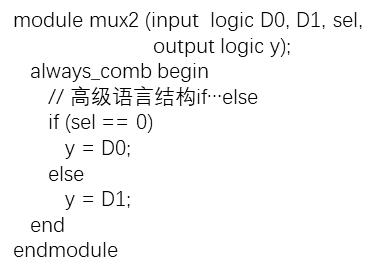 module mux2 (input  logic D0, D1, sel,
output logic y);
always_comb begin
// 高级语言结构if…else
if (sel == 0)
y = D0;
else
y = D1;
end
endmodule